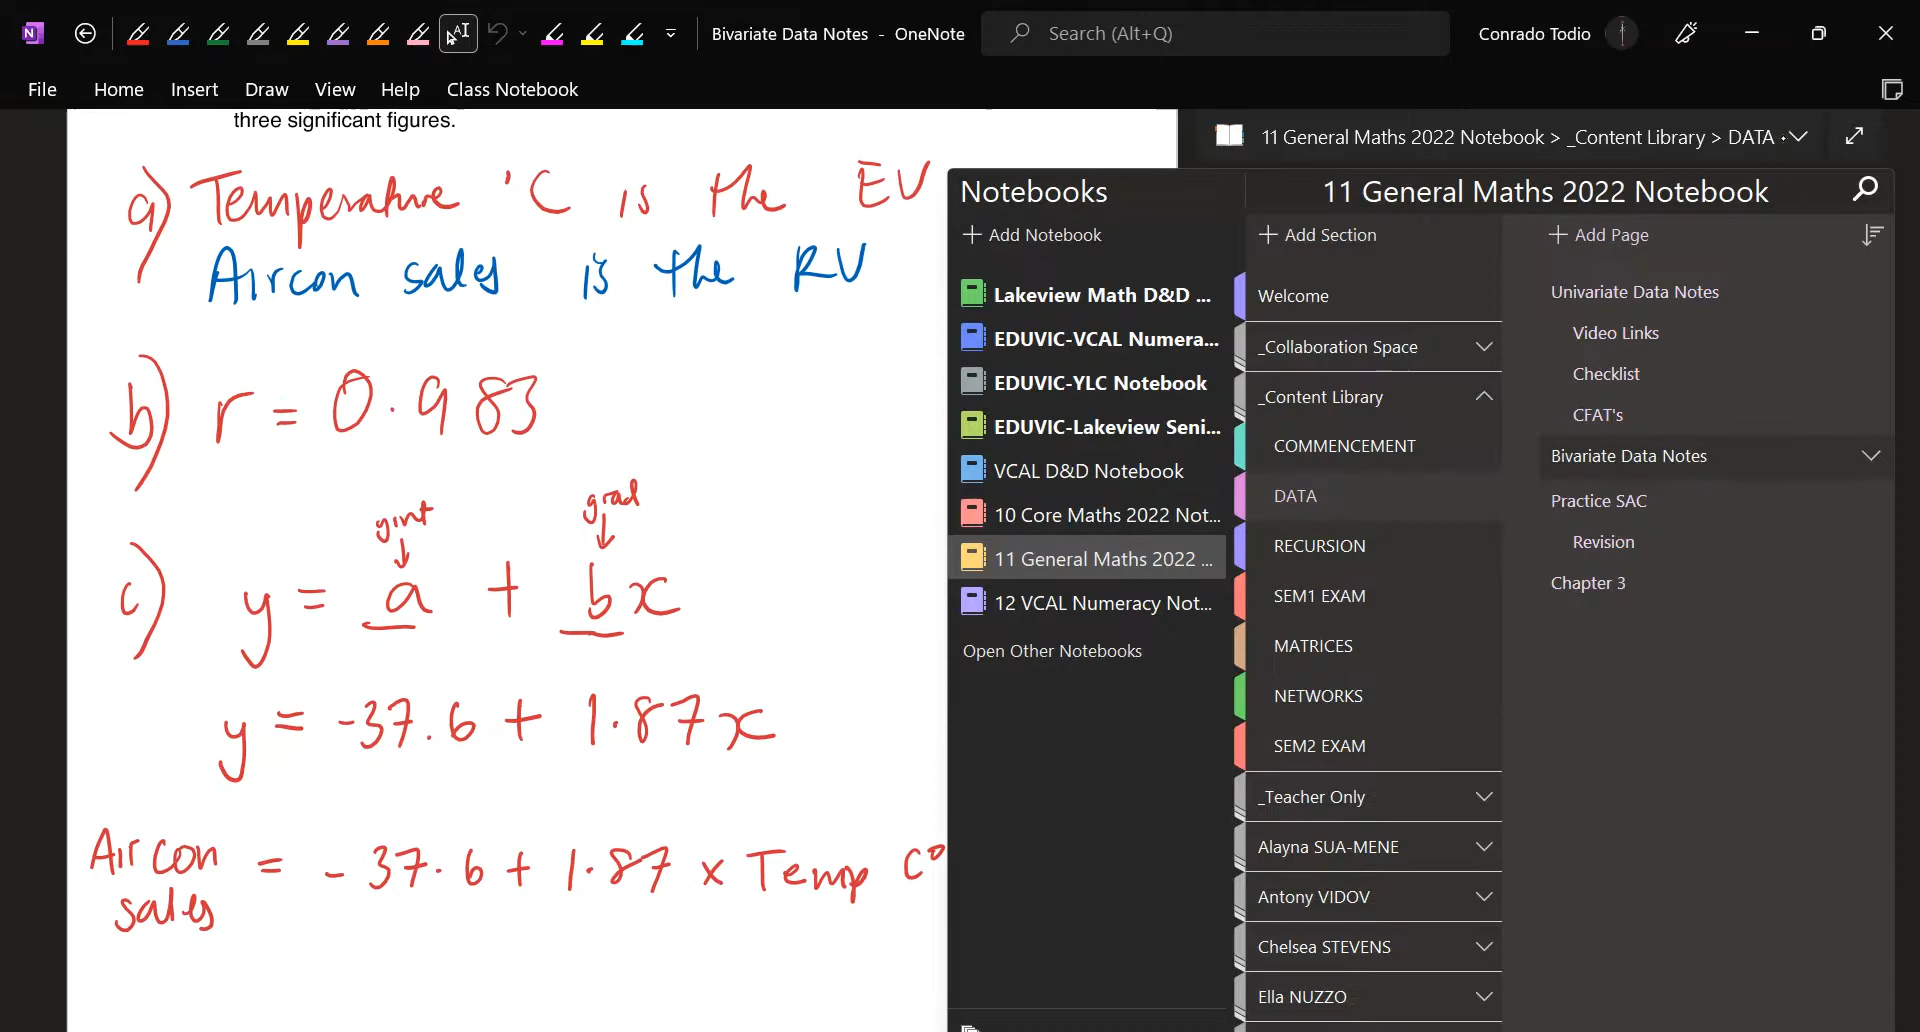 Bivariate Data Notes - OneNote
Search (Alt+Q)
Conrado Todio
File Home Insert Draw View Help Class Notebook
three significant figures.
a) Temperature °C is the EV
Aircon sales is the RV
b) r = 0.983
yint grad
c) y = a + bx
y = -37.6 + 1.87x
Aircon sales = - 37.6 + 1.87 × Temp C°
11 General Maths 2022 Notebook > _Content Library > DATA
Notebooks
+ Add Notebook
Lakeview Math D&D ...
EDUVIC-VCAL Numera...
EDUVIC-YLC Notebook
EDUVIC-Lakeview Seni...
VCAL D&D Notebook
10 Core Maths 2022 Not...
11 General Maths 2022 ...
12 VCAL Numeracy Not...
Open Other Notebooks
11 General Maths 2022 Notebook
+ Add Section
Welcome
_Collaboration Space
_Content Library
COMMENCEMENT
DATA
RECURSION
SEM1 EXAM
MATRICES
NETWORKS
SEM2 EXAM
_Teacher Only
Alayna SUA-MENE
Antony VIDOV
Chelsea STEVENS
Ella NUZZO
+ Add Page
Univariate Data Notes
Video Links
Checklist
CFAT's
Bivariate Data Notes
Practice SAC
Revision
Chapter 3